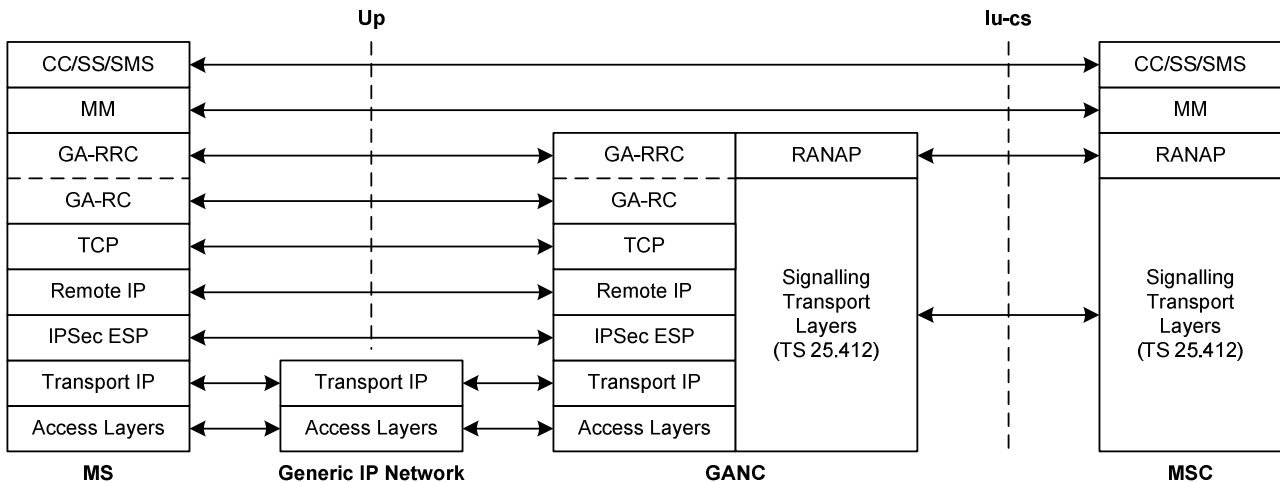 Up
Iu-cs
CC/SS/SMS
CC/SS/SMS
MM
MM
GA-RRC
GA-RRC
RANAP
RANAP
GA-RC
GA-RC
TCP
TCP
Remote IP
Remote IP
IPSec ESP
IPSec ESP
Signalling
Transport
Layers
(TS 25.412)
Signalling
Transport
Layers
(TS 25.412)
Transport IP
Transport IP
Transport IP
Access Layers
Access Layers
Access Layers
MS
Generic IP Network
GANC
MSC